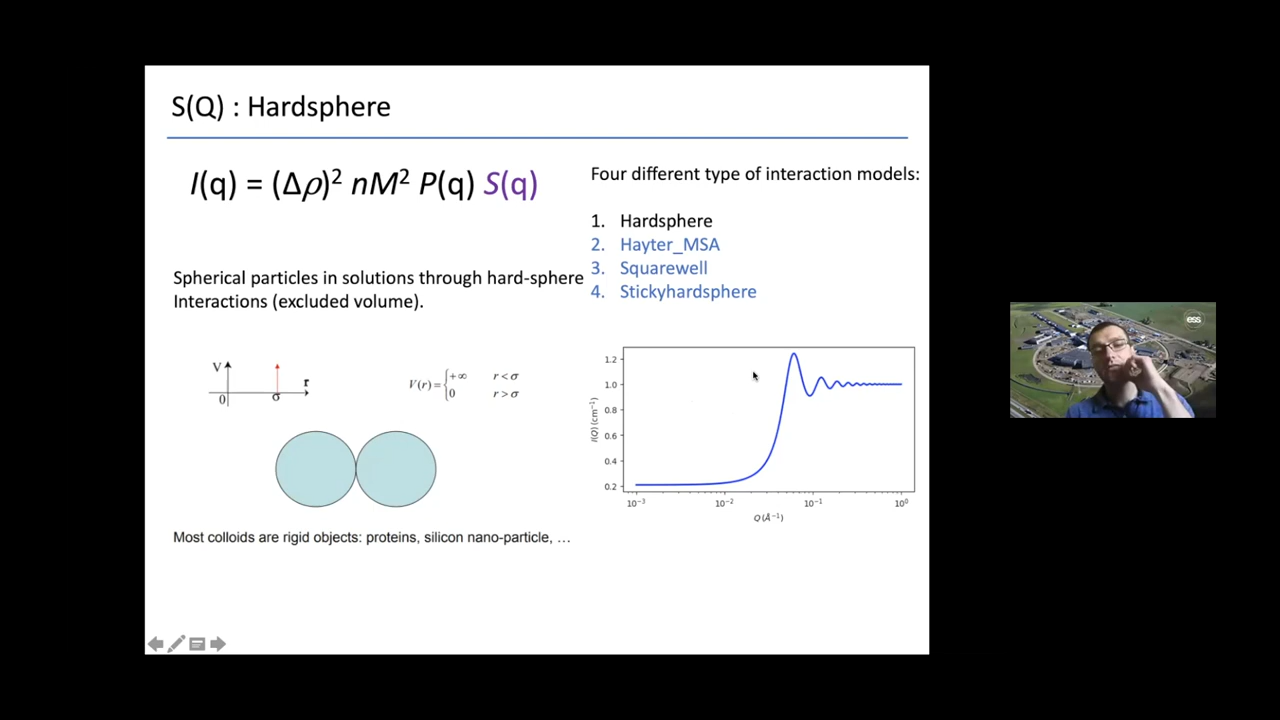 S(Q) : Hardsphere
I(q) = (Δρ)² nM² P(q) S(q)
Four different type of interaction models:
1. Hardsphere
2. Hayter_MSA
3. Squarewell
4. Stickyhardsphere
Spherical particles in solutions through hard-sphere
Interactions (excluded volume).
V
r
0
σ
V(r)={+∞ r<σ
0 r>σ
Most colloids are rigid objects: proteins, silicon nano-particle, …
1.2
1.0
0.8
0.6
0.4
0.2
I(Q) (cm⁻¹)
10⁻³ 10⁻² 10⁻¹ 10⁰
Q(Å⁻¹)
ess